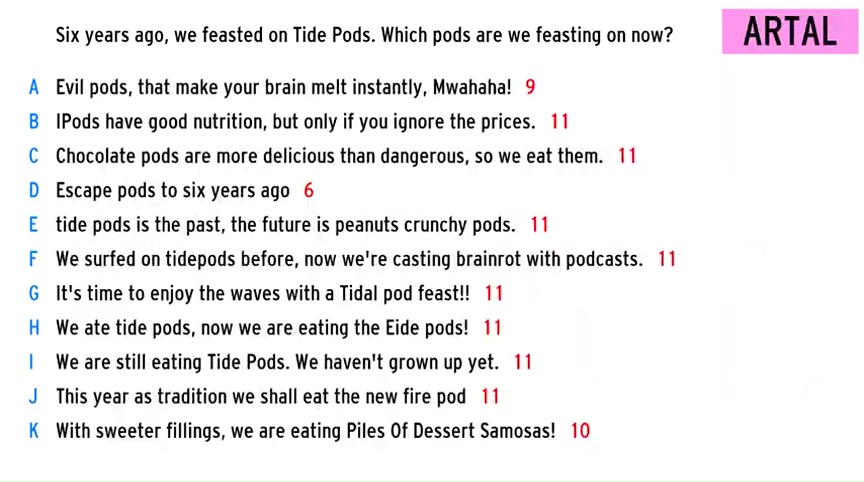 Six years ago, we feasted on Tide Pods. Which pods are we feasting on now?
ARTAL
A Evil pods, that make your brain melt instantly, Mwahaha! 9
B IPods have good nutrition, but only if you ignore the prices. 11
C Chocolate pods are more delicious than dangerous, so we eat them. 11
D Escape pods to six years ago 6
E tide pods is the past, the future is peanuts crunchy pods. 11
F We surfed on tidepods before, now we're casting brainrot with podcasts. 11
G It's time to enjoy the waves with a Tidal pod feast!! 11
H We ate tide pods, now we are eating the Eide pods! 11
I We are still eating Tide Pods. We haven't grown up yet. 11
J This year as tradition we shall eat the new fire pod 11
K With sweeter fillings, we are eating Piles Of Dessert Samosas! 10